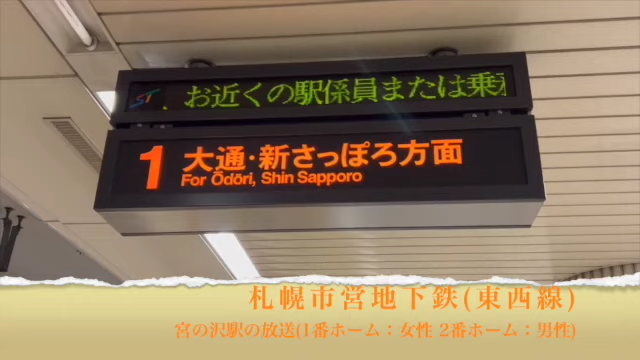 ST 、お近くの駅係員または乗
1 大通・新さっぽろ方面
For Ōdōri, Shin Sapporo
札幌市営地下鉄(東西線)
宮の沢駅の放送(1番ホーム：女性 2番ホーム：男性)